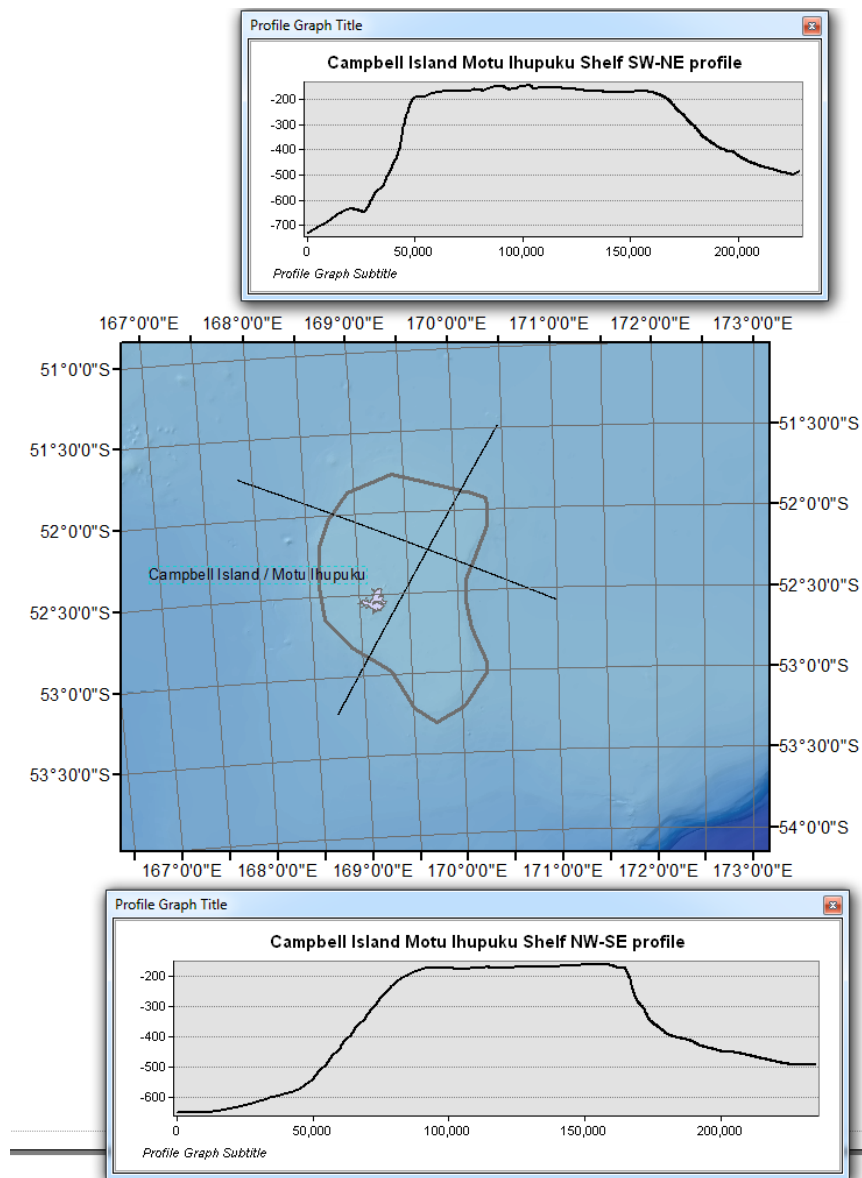 Profile Graph Title
Campbell Island Motu Ihupuku Shelf SW-NE profile
-200
-300
-400
-500
-600
-700
0 50,000 100,000 150,000 200,000
Profile Graph Subtitle
167°0'0"E 168°0'0"E 169°0'0"E 170°0'0"E 171°0'0"E 172°0'0"E 173°0'0"E
51°0'0"S
51°30'0"S
51°30'0"S
52°0'0"S
52°0'0"S
Campbell Island / Motu Ihupuku
52°30'0"S
52°30'0"S
53°0'0"S
53°0'0"S
53°30'0"S
53°30'0"S
54°0'0"S
167°0'0"E 168°0'0"E 169°0'0"E 170°0'0"E 171°0'0"E 172°0'0"E 173°0'0"E
Profile Graph Title
Campbell Island Motu Ihupuku Shelf NW-SE profile
-200
-300
-400
-500
-600
0 50,000 100,000 150,000 200,000
Profile Graph Subtitle